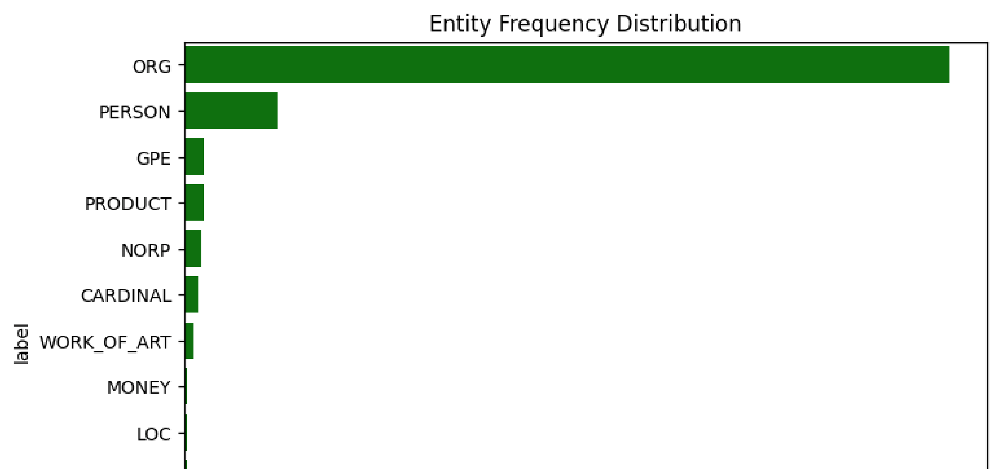 Entity Frequency Distribution
ORG
PERSON
GPE
PRODUCT
NORP
CARDINAL
WORK_OF_ART
MONEY
LOC
label